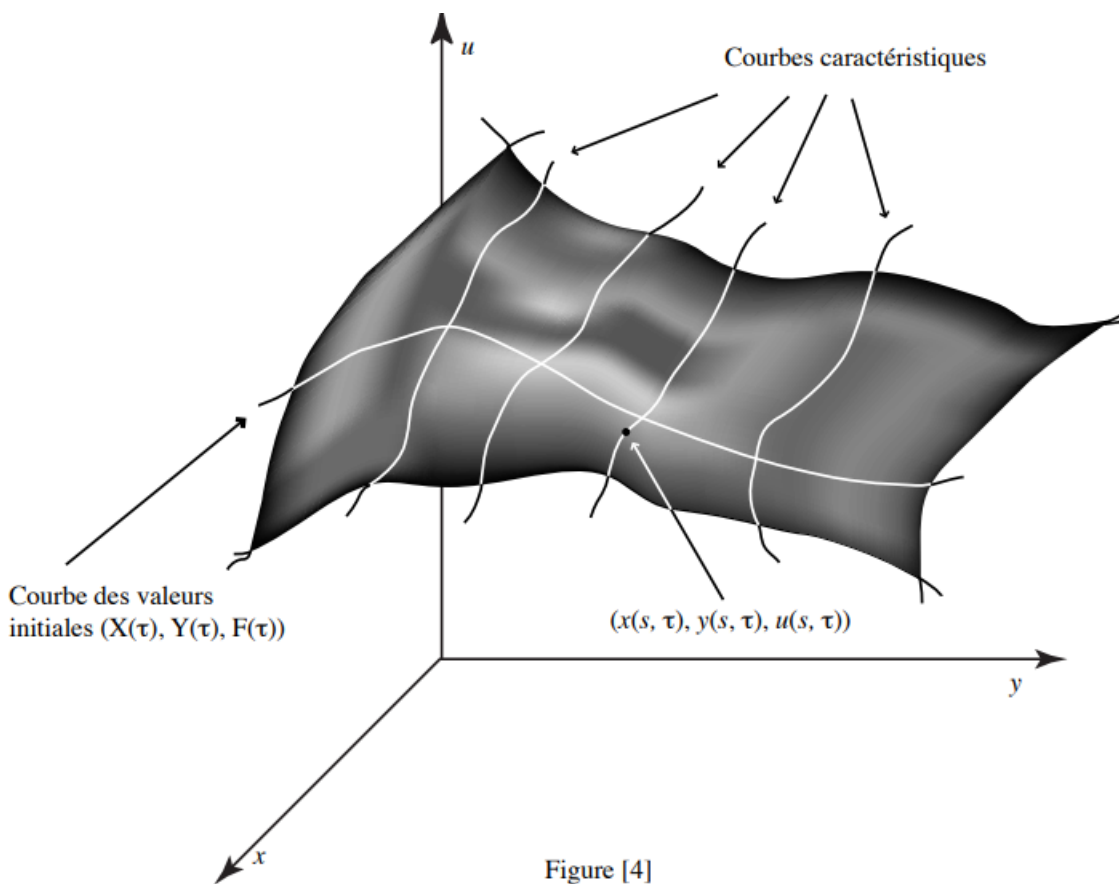 u
Courbes caractéristiques
Courbe des valeurs
initiales (X(τ), Y(τ), F(τ))
(x(s, τ), y(s, τ), u(s, τ))
y
x
Figure [4]